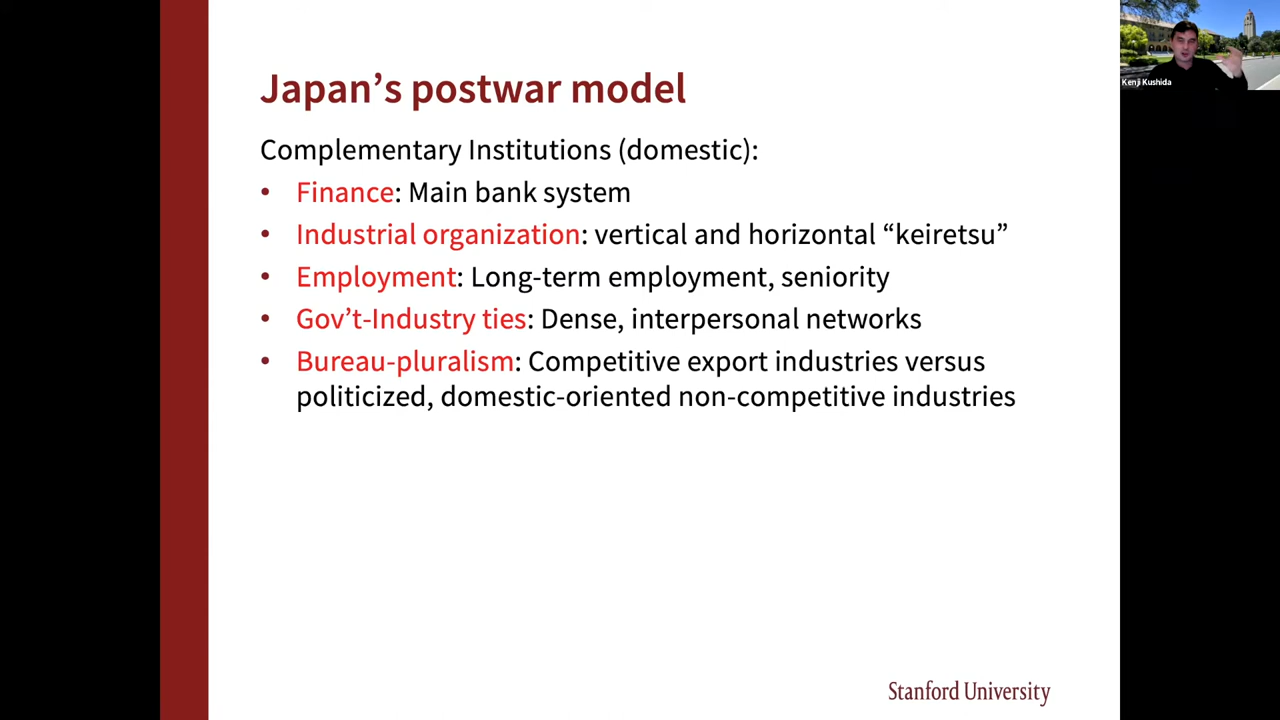 Japan’s postwar model
Complementary Institutions (domestic):
• Finance: Main bank system
• Industrial organization: vertical and horizontal “keiretsu”
• Employment: Long-term employment, seniority
• Gov’t-Industry ties: Dense, interpersonal networks
• Bureau-pluralism: Competitive export industries versus
politicized, domestic-oriented non-competitive industries
Stanford University
Kenji Kushida